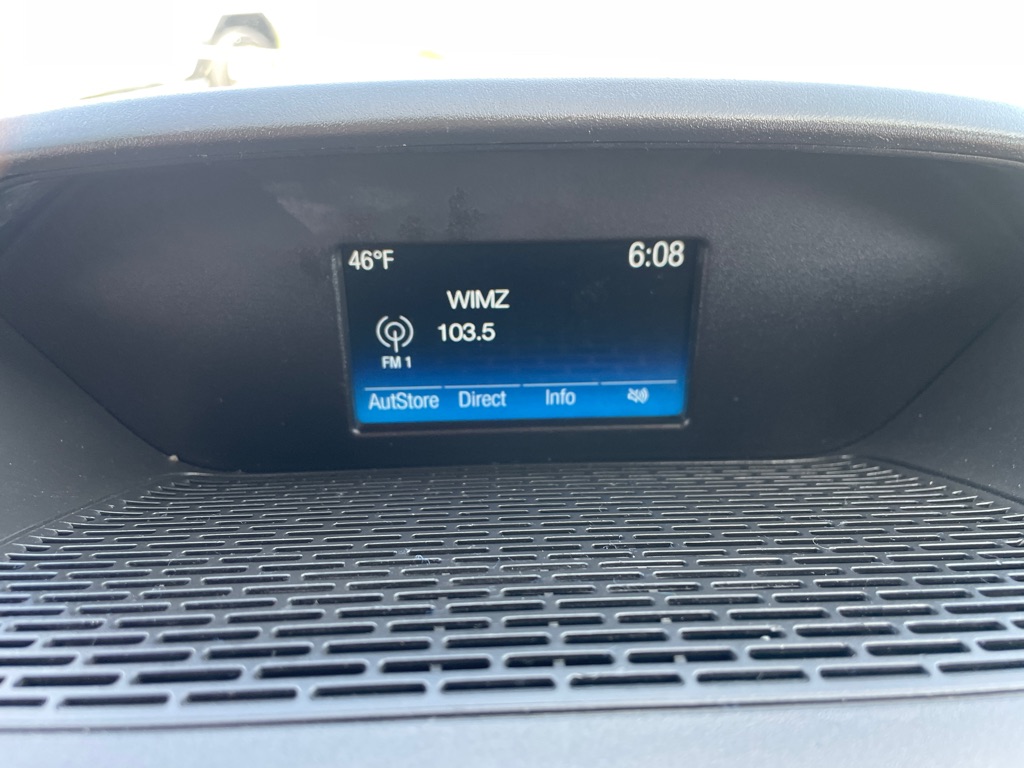 46°F 6:08
WIMZ
103.5
FM 1
AutStore Direct Info